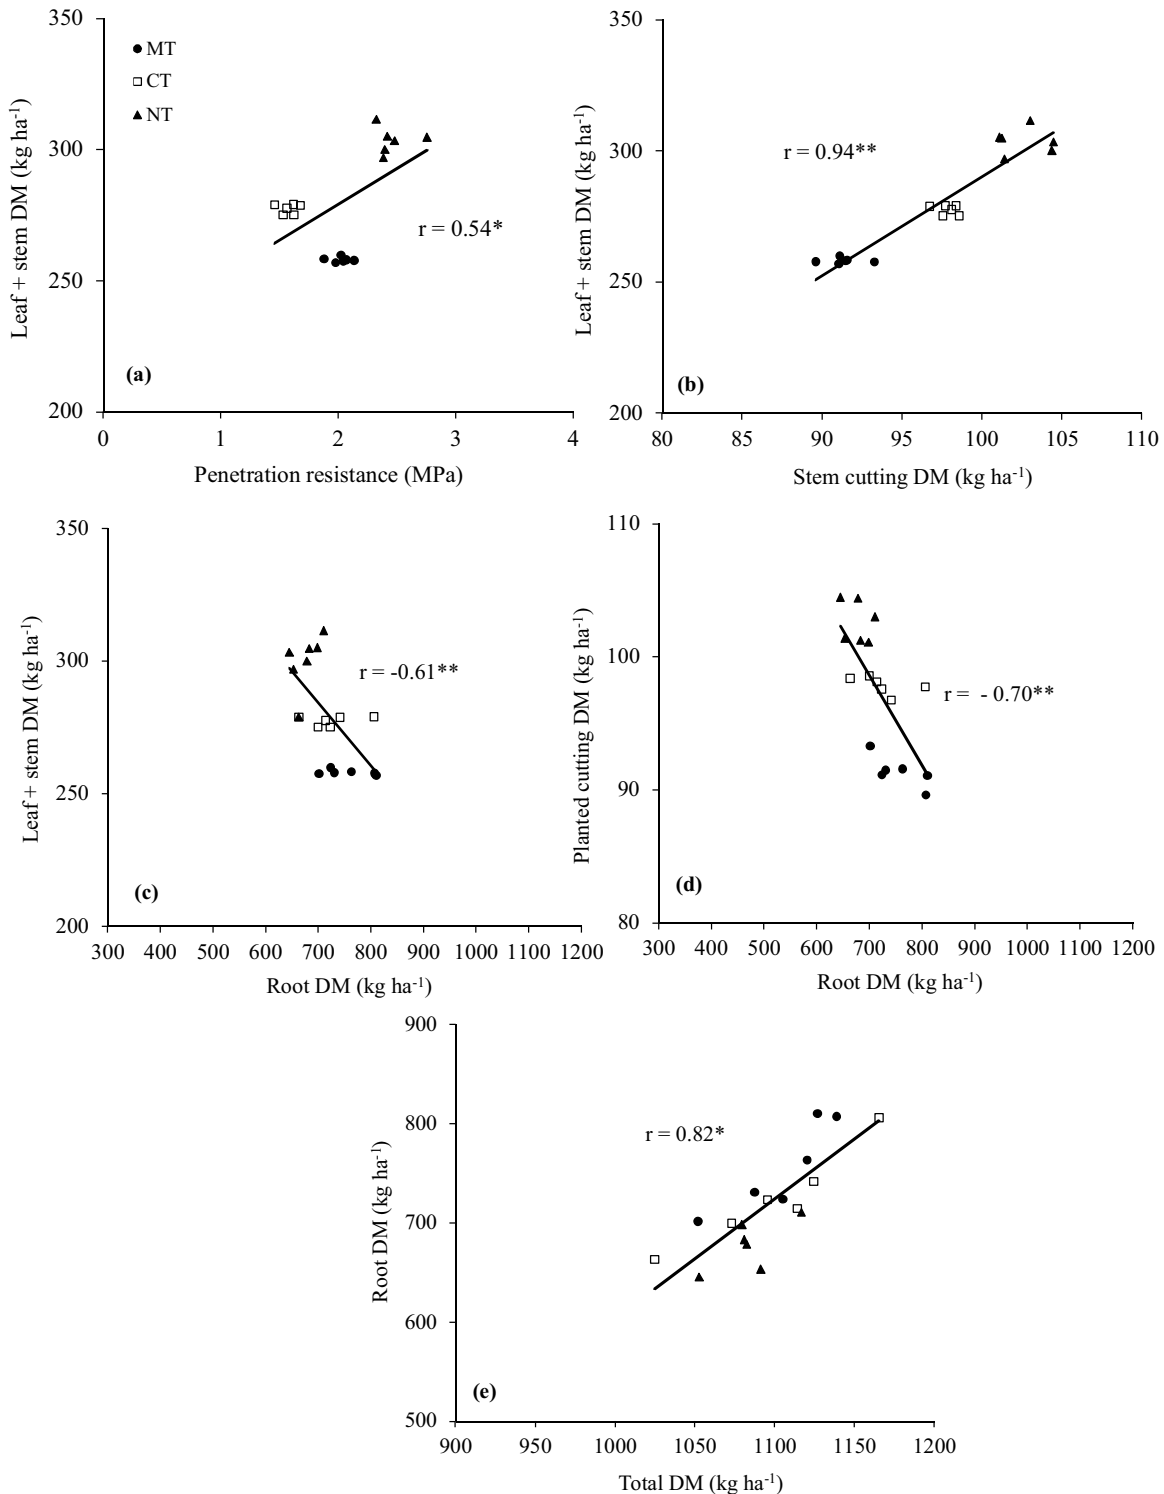 350
300
250
200
Leaf + stem DM (kg ha-1)
MT
CT
NT
r = 0.54*
(a)
0 1 2 3 4
Penetration resistance (MPa)
350
300
250
200
Leaf + stem DM (kg ha-1)
r = 0.94**
(b)
80 85 90 95 100 105 110
Stem cutting DM (kg ha-1)
350
300
250
200
Leaf + stem DM (kg ha-1)
r = -0.61**
(c)
300 400 500 600 700 800 900 1000 1100 1200
Root DM (kg ha-1)
110
100
90
80
Planted cutting DM (kg ha-1)
r = - 0.70**
(d)
300 400 500 600 700 800 900 1000 1100 1200
Root DM (kg ha-1)
900
800
700
600
500
Root DM (kg ha-1)
r = 0.82*
(e)
900 950 1000 1050 1100 1150 1200
Total DM (kg ha-1)